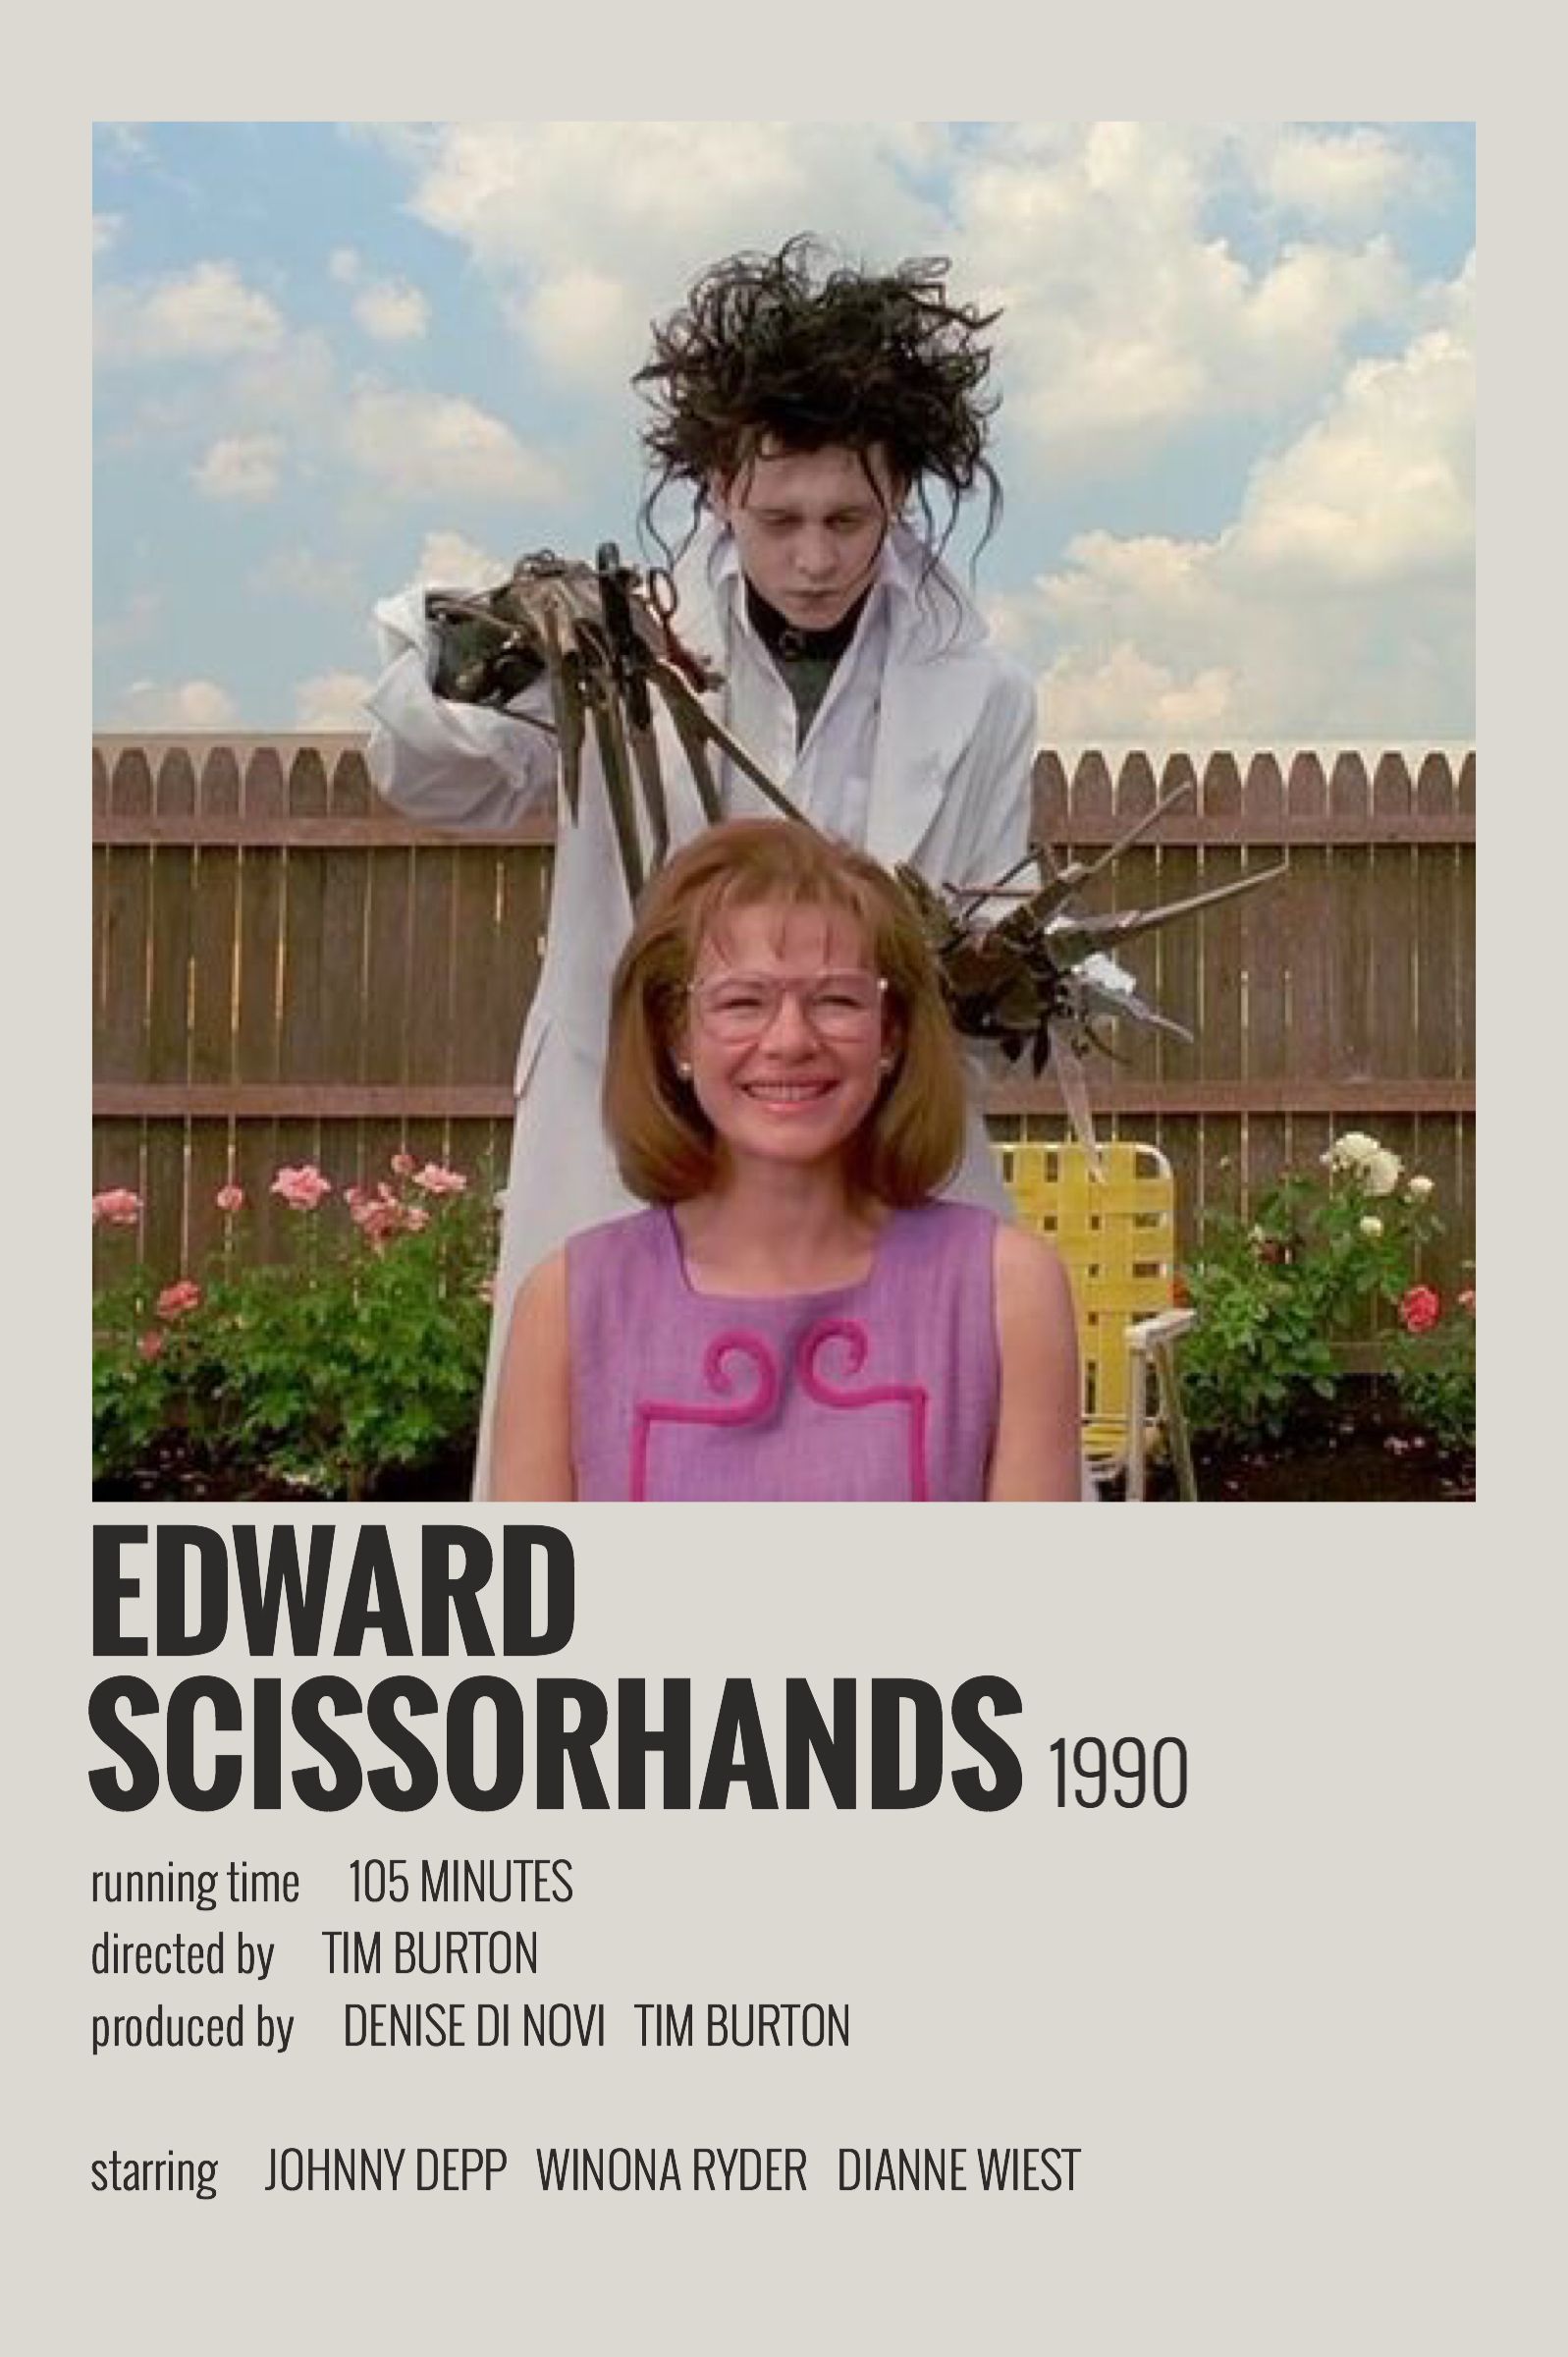 EDWARD
SCISSORHANDS 1990
running time 105 MINUTES
directed by TIM BURTON
produced by DENISE DI NOVI TIM BURTON
starring JOHNNY DEPP WINONA RYDER DIANNE WIEST